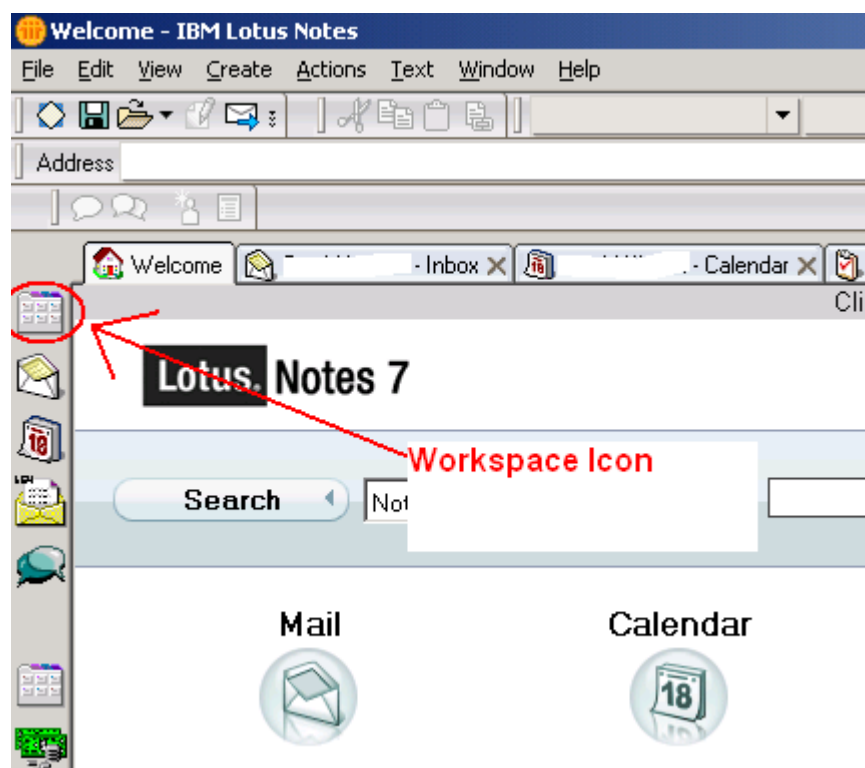 Welcome - IBM Lotus Notes
File Edit View Create Actions Text Window Help
Address
Welcome - Inbox - Calendar
Cli
Lotus. Notes 7
Workspace Icon
Search Not
Mail Calendar
18